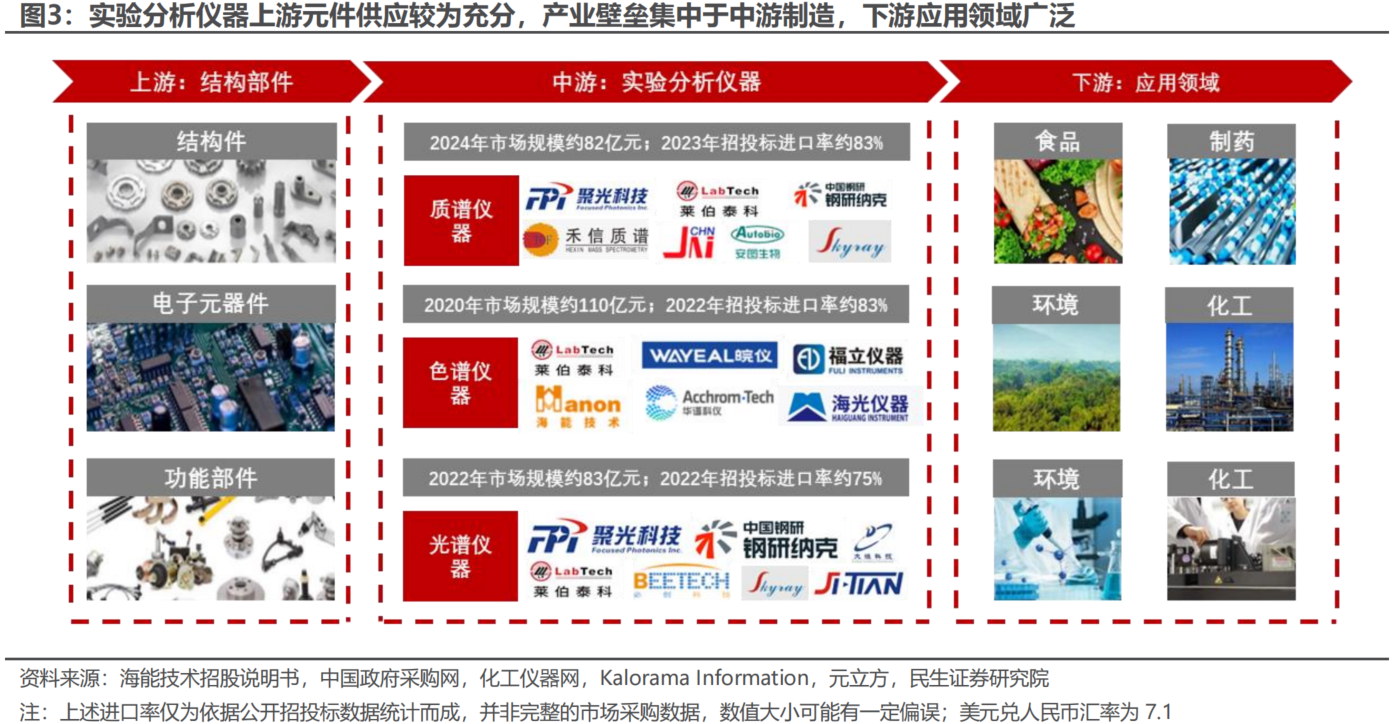 图3：实验分析仪器上游元件供应较为充分，产业壁垒集中于中游制造，下游应用领域广泛
上游：结构部件
中游：实验分析仪器
下游：应用领域
结构件
电子元器件
功能部件
2024年市场规模约82亿元；2023年招投标进口率约83%
质谱仪
器
FPI 聚光科技
Focused Photonics Inc.
LabTech
莱伯泰科
中国钢研
钢研纳克
禾信质谱
HEXIN MASS SPECTROMETRY
CHN
Autobio
安图生物
Skyray
2020年市场规模约110亿元；2022年招投标进口率约83%
色谱仪
器
LabTech
莱伯泰科
WAYEAL皖仪
福立仪器
FULI INSTRUMENTS
Hanon
海能技术
Acchrom·Tech
华谱科仪
海光仪器
HAIGUANG INSTRUMENT
2022年市场规模约83亿元；2022年招投标进口率约75%
光谱仪
器
FPI 聚光科技
Focused Photonics Inc.
中国钢研
钢研纳克
LabTech
莱伯泰科
BEETECH
必创科技
Skyray
JI·TIAN
食品
制药
环境
化工
环境
化工
资料来源：海能技术招股说明书，中国政府采购网，化工仪器网，Kalorama Information，元立方，民生证券研究院
注：上述进口率仅为依据公开招投标数据统计而成，并非完整的市场采购数据，数值大小可能有一定偏误；美元兑人民币汇率为 7.1